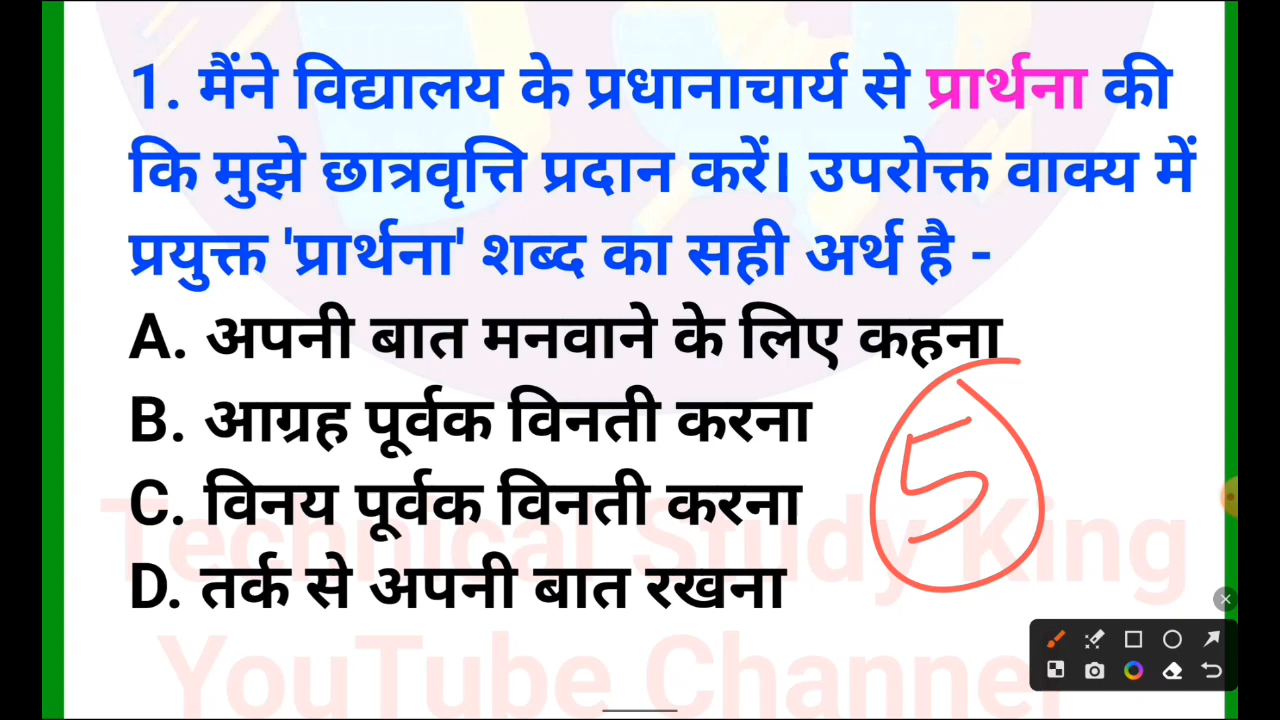 1. मैंने विद्यालय के प्रधानाचार्य से प्रार्थना की
कि मुझे छात्रवृत्ति प्रदान करें। उपरोक्त वाक्य में
प्रयुक्त 'प्रार्थना' शब्द का सही अर्थ है -
A. अपनी बात मनवाने के लिए कहना
B. आग्रह पूर्वक विनती करना
5
C. विनय पूर्वक विनती करना
Technical Study King
D. तर्क से अपनी बात रखना
YouTube Channel